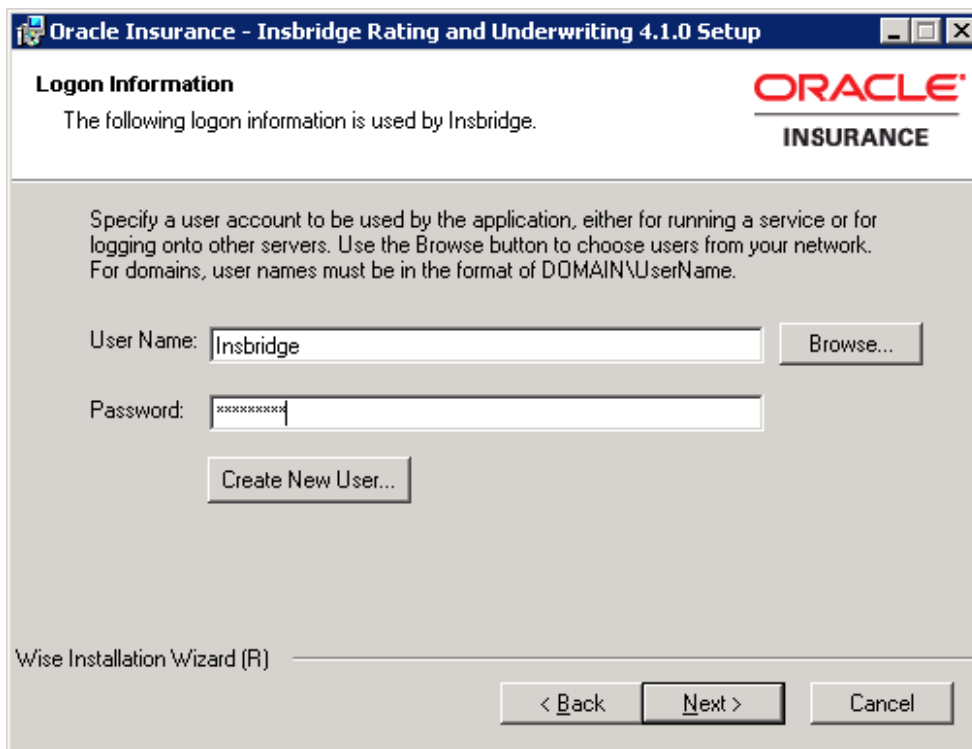 Oracle Insurance - Insbridge Rating and Underwriting 4.1.0 Setup
Logon Information
The following logon information is used by Insbridge.
ORACLE
INSURANCE
Specify a user account to be used by the application, either for running a service or for
logging onto other servers. Use the Browse button to choose users from your network.
For domains, user names must be in the format of DOMAIN\UserName.
User Name: Insbridge Browse...
Password: *********
Create New User...
Wise Installation Wizard (R)
< Back Next > Cancel